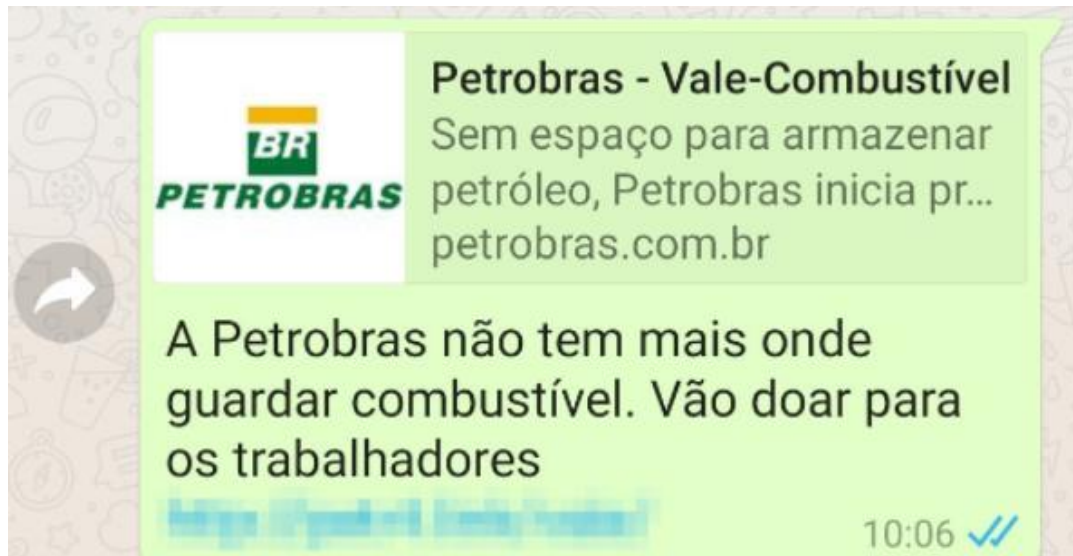 Petrobras - Vale-Combustível
BR
PETROBRAS
Sem espaço para armazenar
petróleo, Petrobras inicia pr...
petrobras.com.br
A Petrobras não tem mais onde
guardar combustível. Vão doar para
os trabalhadores
10:06